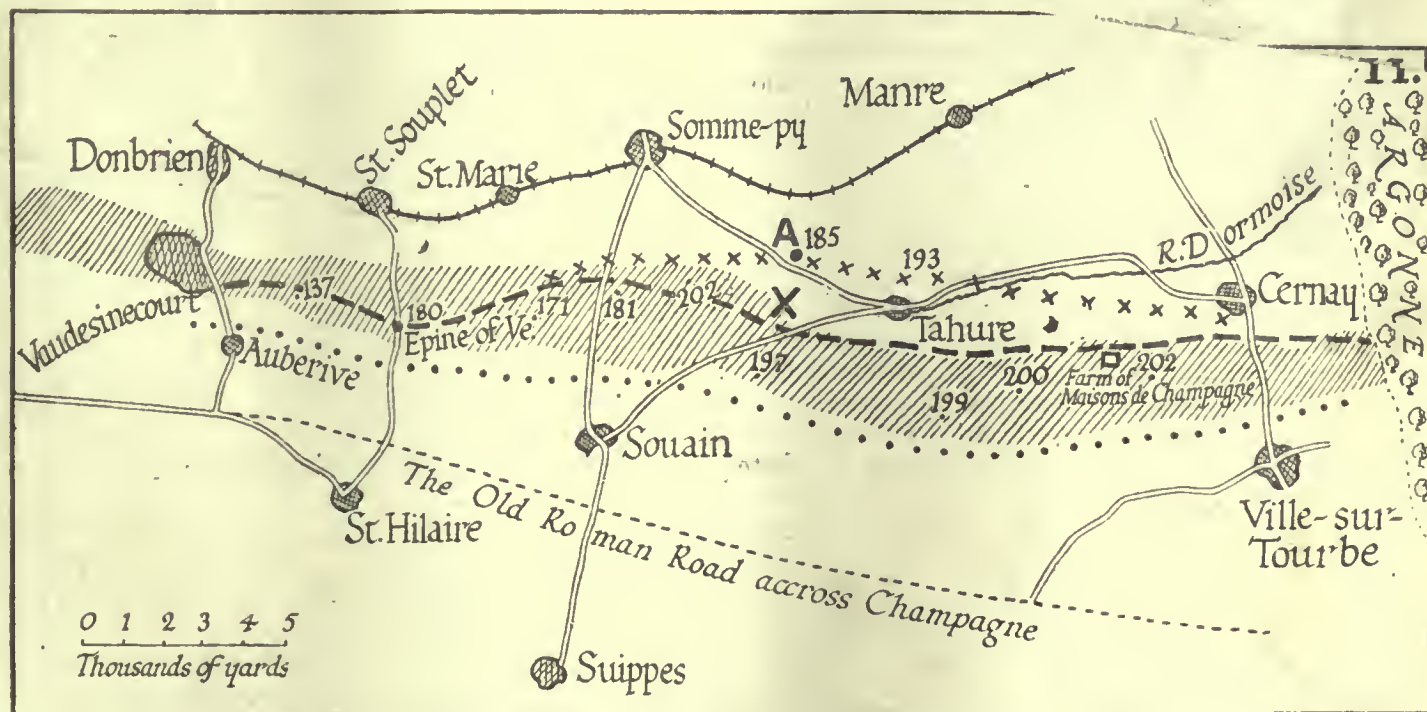 II.
ARGONNE
Manre
Somme-py
St. Souplet
Donbrien
St. Marie
R. Dormoise
A 185
193
Cernay
137
171
181
202
X
Vaudesinecourt
180
Epine of Ve.
Tahure
Auberive
197
200
Farm of
Maisons de Champagne
202
199
Souain
The Old Roman Road accross Champagne
St. Hilaire
Ville-sur-
Tourbe
0 1 2 3 4 5
Thousands of yards
Suippes